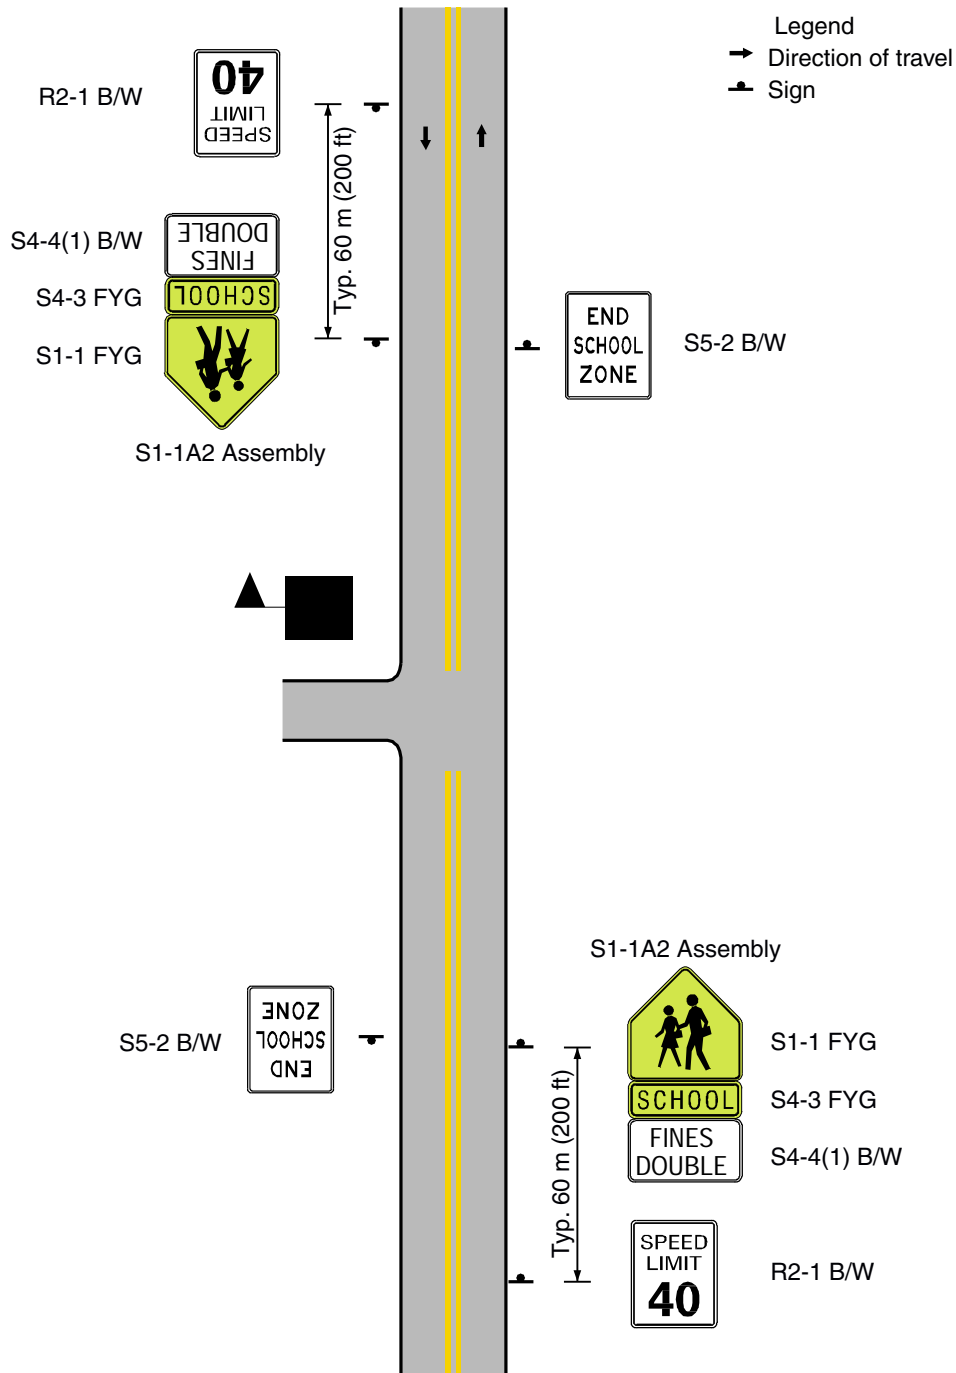 Legend
Direction of travel
Sign
R2-1 B/W
SPEED
LIMIT
40
Typ. 60 m (200 ft)
S4-4(1) B/W
FINES
DOUBLE
S4-3 FYG
SCHOOL
S1-1 FYG
S1-1A2 Assembly
END
SCHOOL
ZONE
S5-2 B/W
S1-1A2 Assembly
S5-2 B/W
END
SCHOOL
ZONE
S1-1 FYG
SCHOOL
S4-3 FYG
FINES
DOUBLE
S4-4(1) B/W
Typ. 60 m (200 ft)
SPEED
LIMIT
40
R2-1 B/W